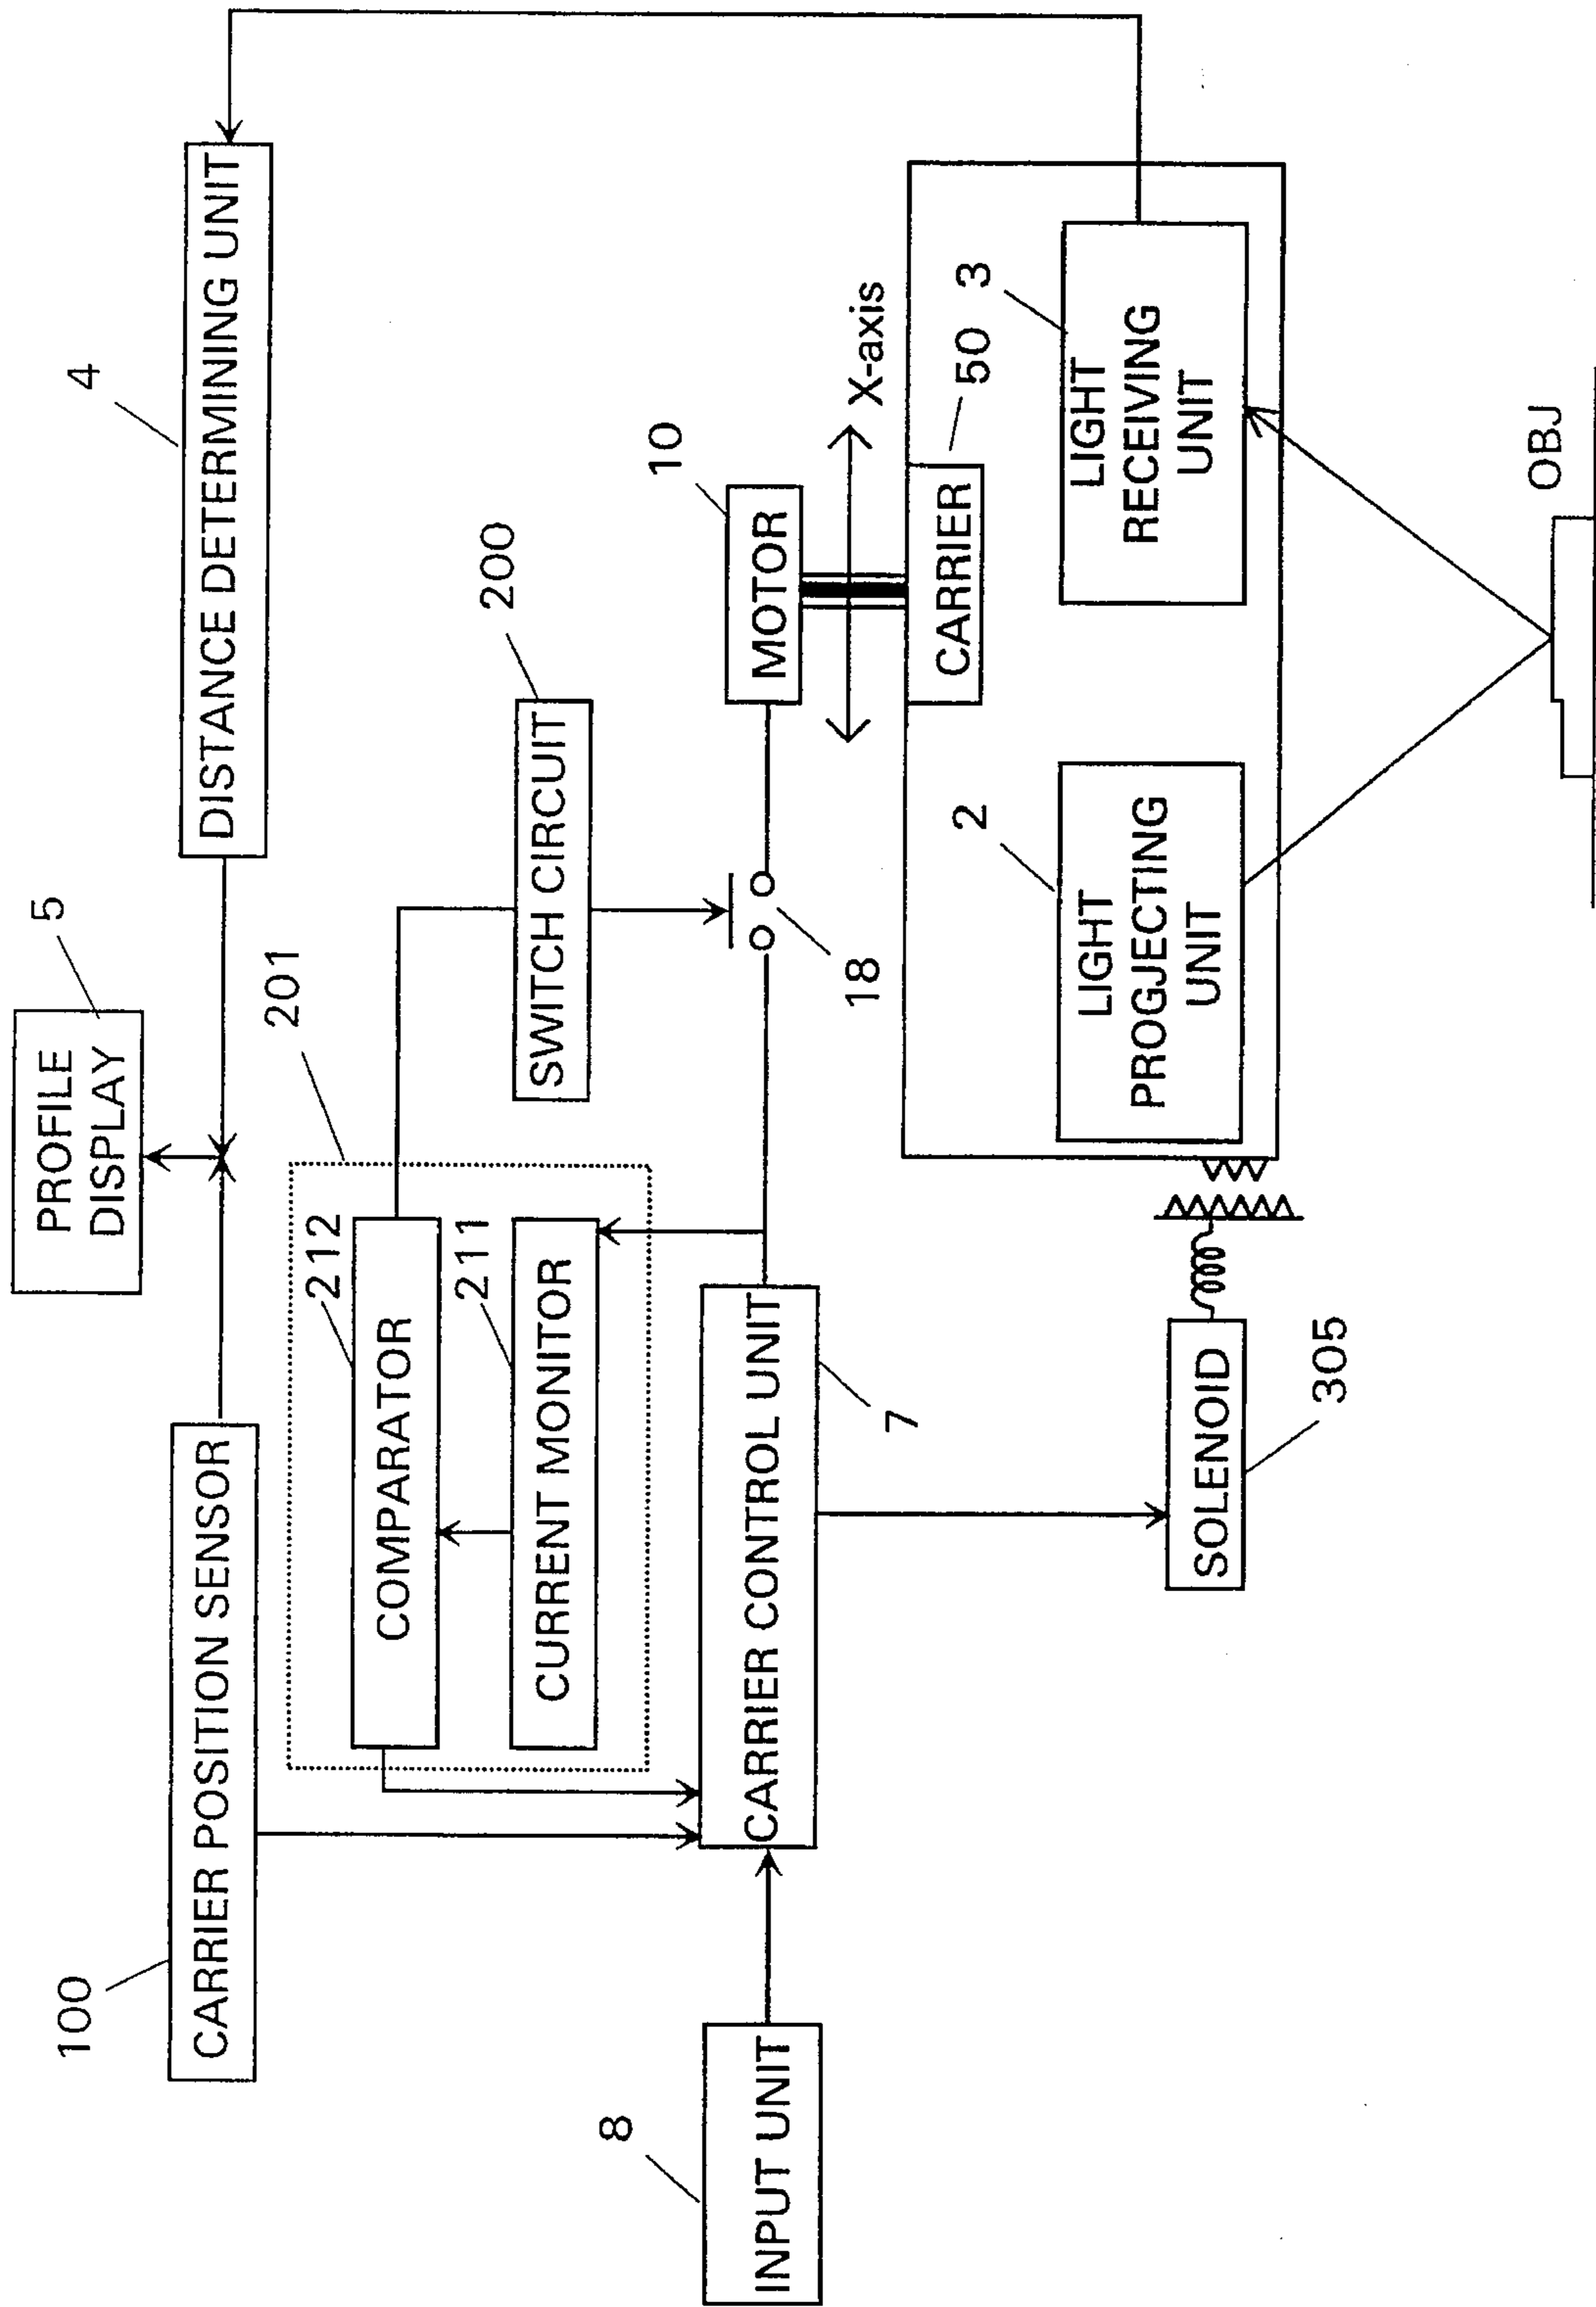 5
PROFILE
DISPLAY
100
CARRIER POSITION SENSOR
4
DISTANCE DETERMINING UNIT
201
212
COMPARATOR
211
CURRENT MONITOR
200
SWITCH CIRCUIT
8
INPUT UNIT
CARRIER CONTROL UNIT
7
18
10
MOTOR
X-axis
CARRIER
50
2
LIGHT
PROGJECTING
UNIT
3
LIGHT
RECEIVING
UNIT
SOLENOID
305
OBJ